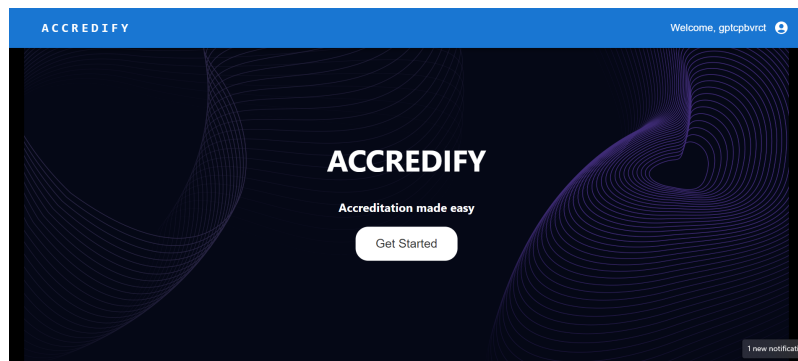 ACCREDIFY
Welcome, gptcpbvrct
ACCREDIFY
Accreditation made easy
Get Started
1 new notificati